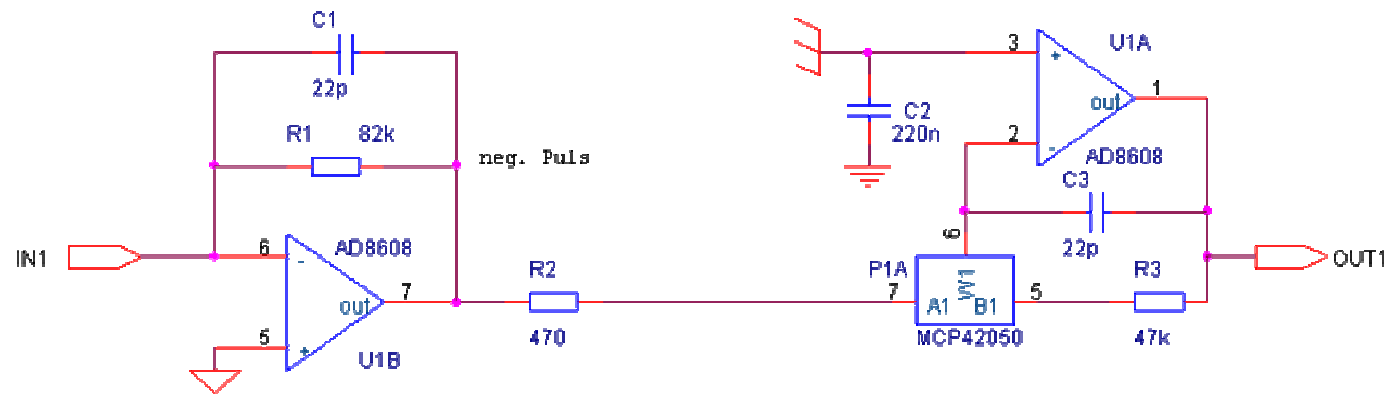 C1
22p
R1 82k
neg. Puls
IN1
6
-
AD8608
out
7
5
+
U1B
R2
470
3
+
U1A
out
1
C2
220n
2
-
AD8608
C3
22p
6
P1A
7
A1
W1
B1
5
MCP42050
R3
47k
OUT1